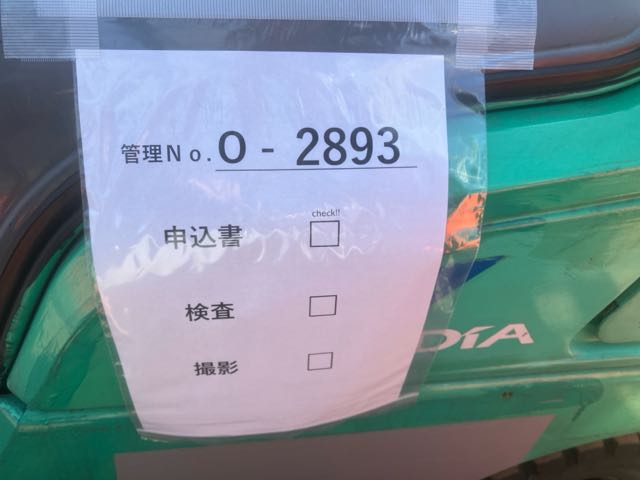 管理No. O - 2893
check!!
申込書 □
検査 □
撮影 □
DIA